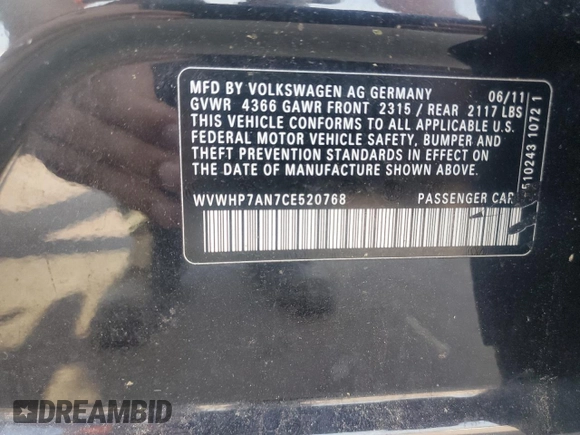 MFD BY VOLKSWAGEN AG GERMANY 06/11
GVWR 4366 GAWR FRONT 2315 / REAR 2117 LBS
THIS VEHICLE CONFORMS TO ALL APPLICABLE U.S.
FEDERAL MOTOR VEHICLE SAFETY, BUMPER AND
THEFT PREVENTION STANDARDS IN EFFECT ON
THE DATE OF MANUFACTURE SHOWN ABOVE.
WVWHP7AN7CE520768 PASSENGER CAR
510243 10721
DREAMBID